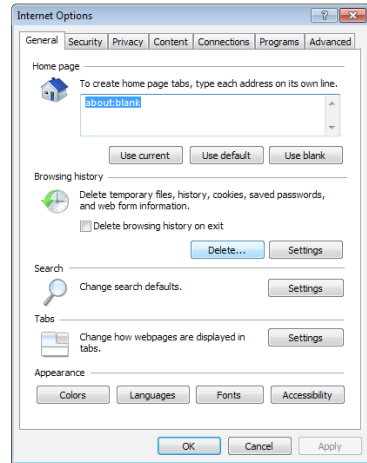 Internet Options
General Security Privacy Content Connections Programs Advanced
Home page
To create home page tabs, type each address on its own line.
about:blank
Use current Use default Use blank
Browsing history
Delete temporary files, history, cookies, saved passwords,
and web form information.
Delete browsing history on exit
Delete... Settings
Search
Change search defaults. Settings
Tabs
Change how webpages are displayed in
tabs.
Settings
Appearance
Colors Languages Fonts Accessibility
OK Cancel Apply